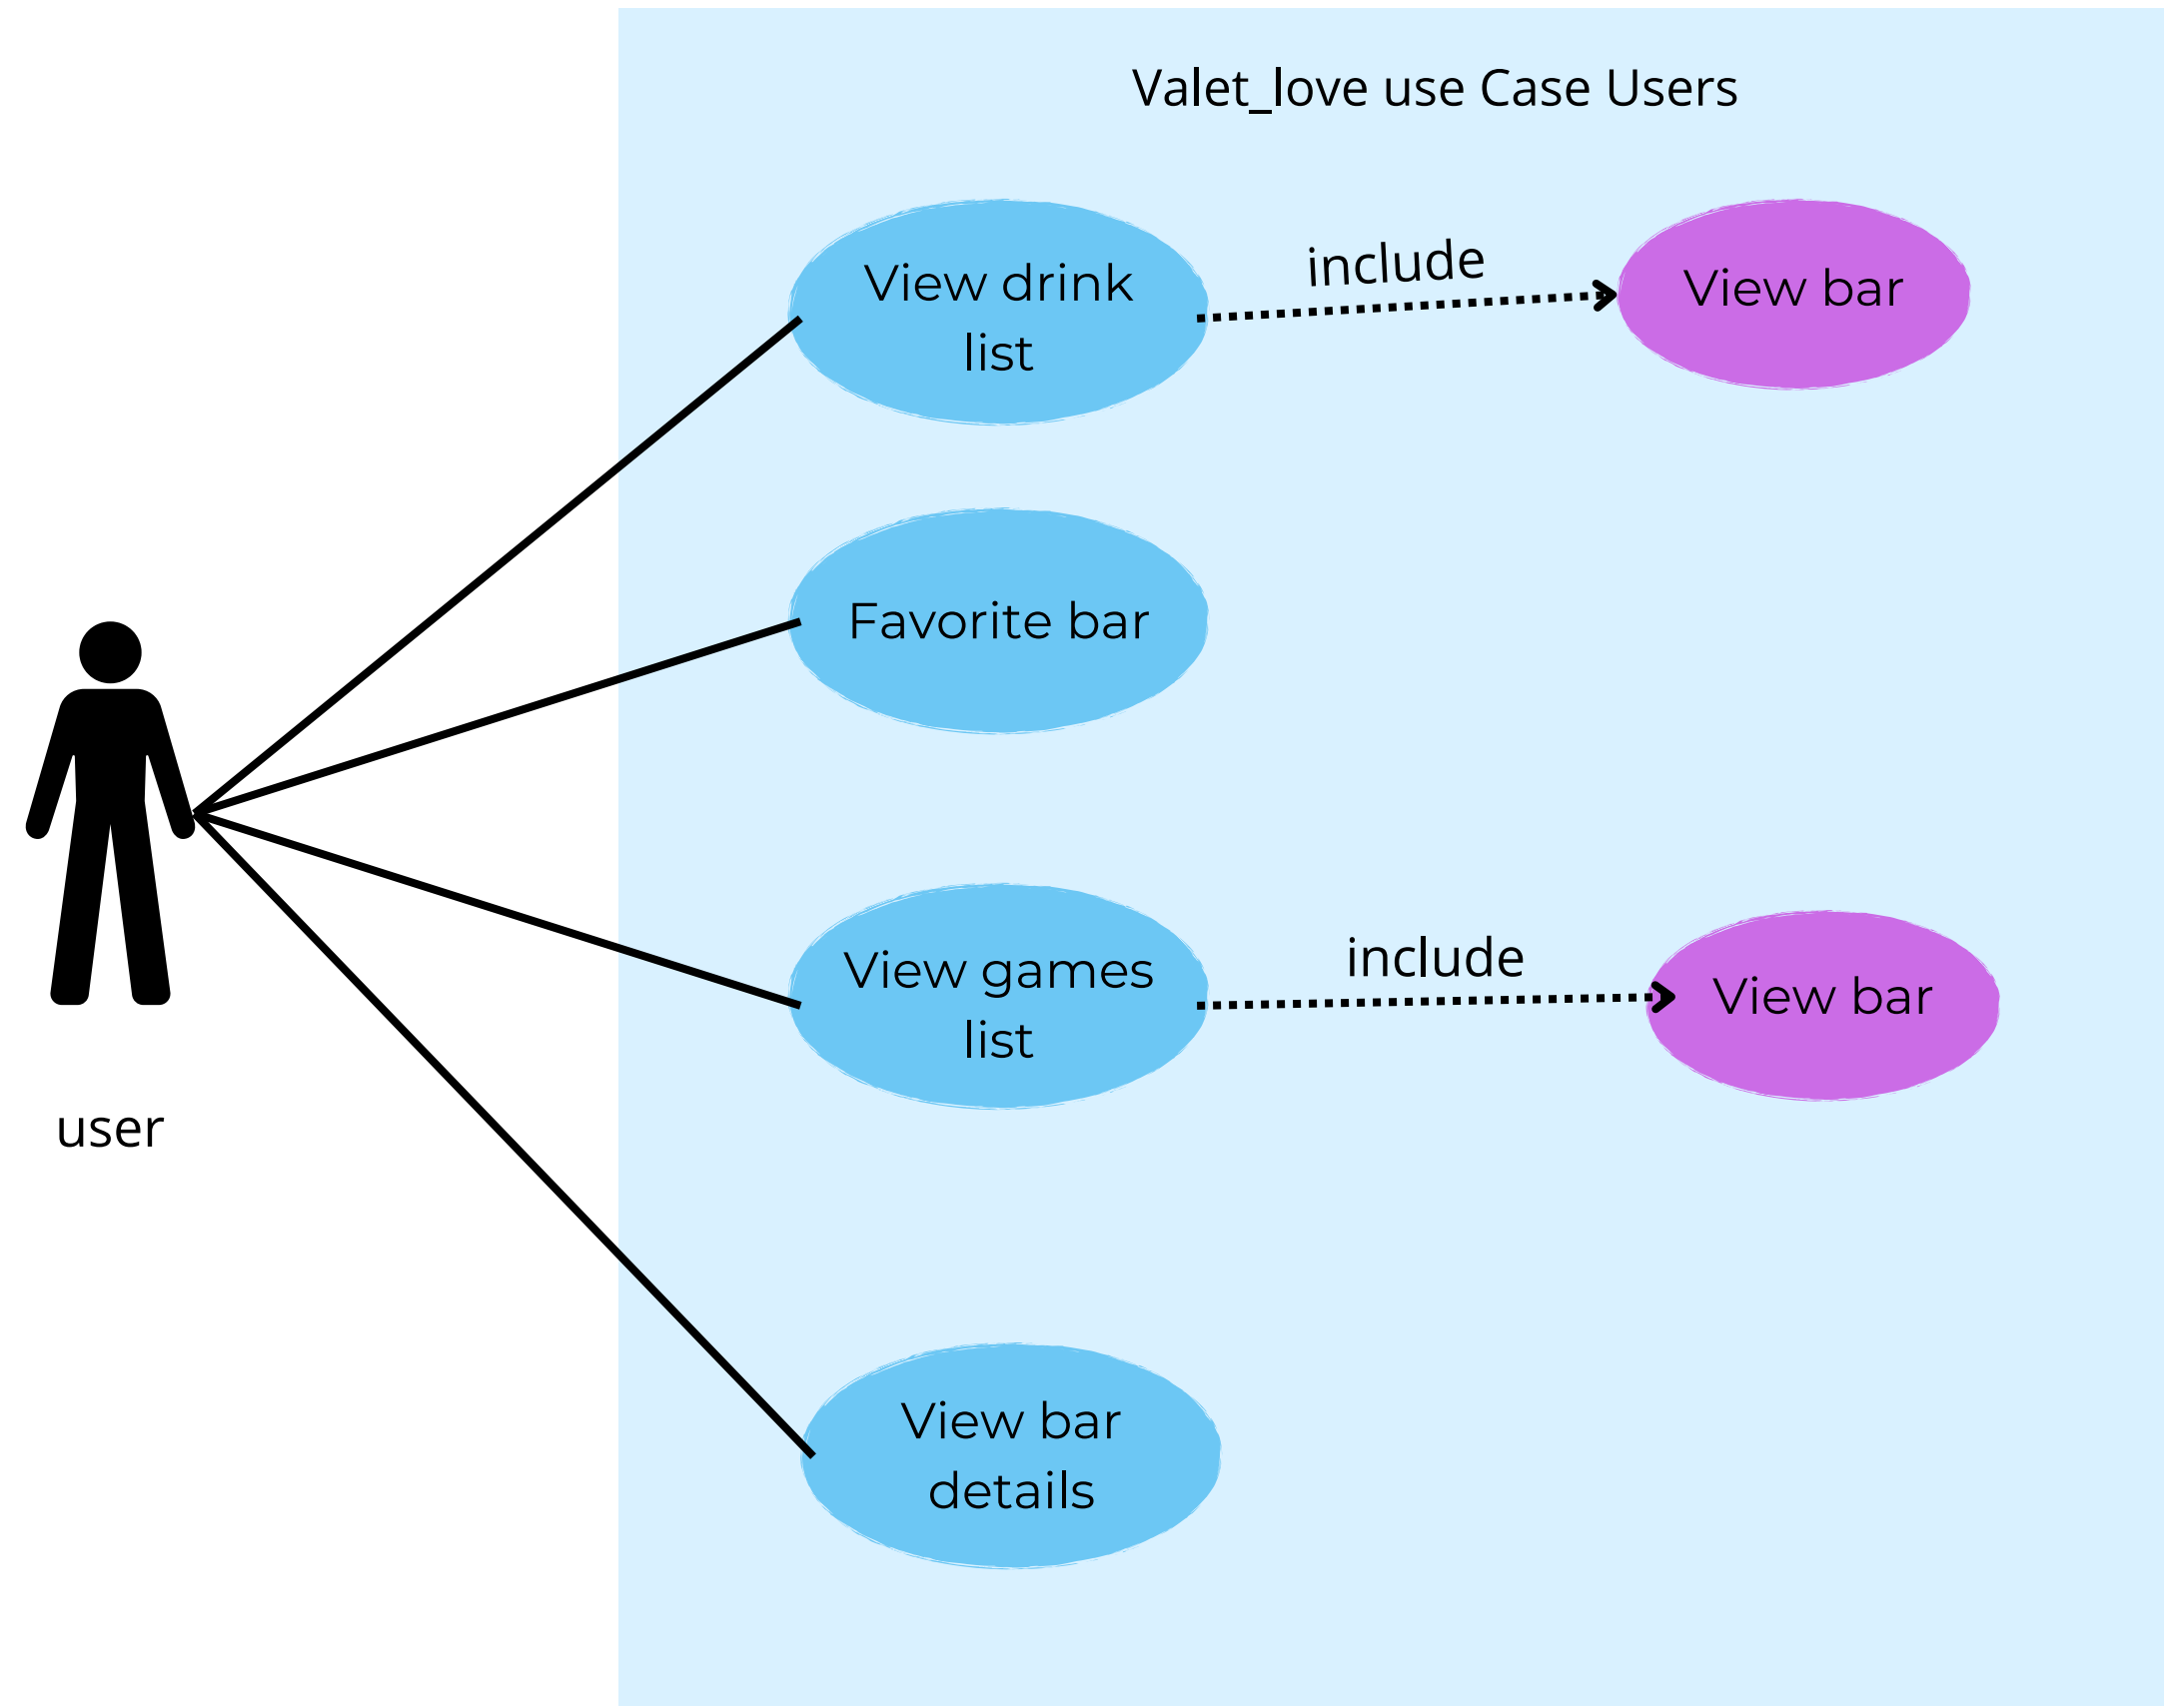 Valet_love use Case Users
View drink
list
include
View bar
Favorite bar
View games
list
include
View bar
user
View bar
details